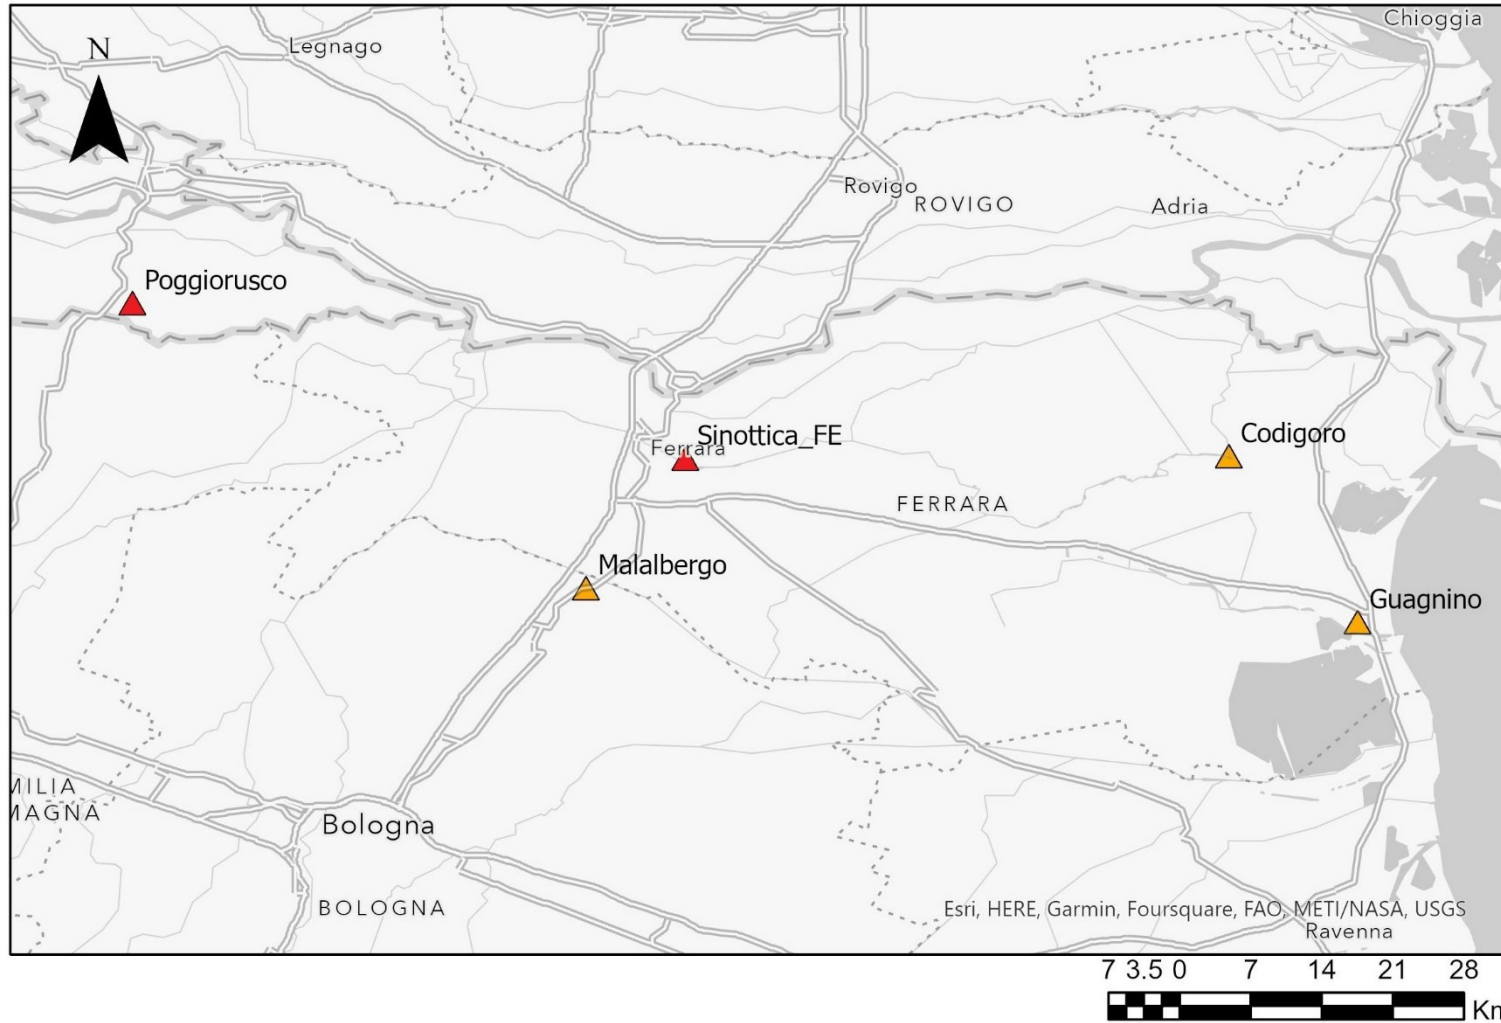 Chioggia
N
Legnago
Rovigo
ROVIGO
Adria
Poggiorusco
Sinottica_FE
Ferrara
Codigoro
FERRARA
Malalbergo
Guagnino
MILIA
MAGNA
Bologna
BOLOGNA
Esri, HERE, Garmin, Foursquare, FAO, METI/NASA, USGS
Ravenna
7 3.5 0 7 14 21 28
Km